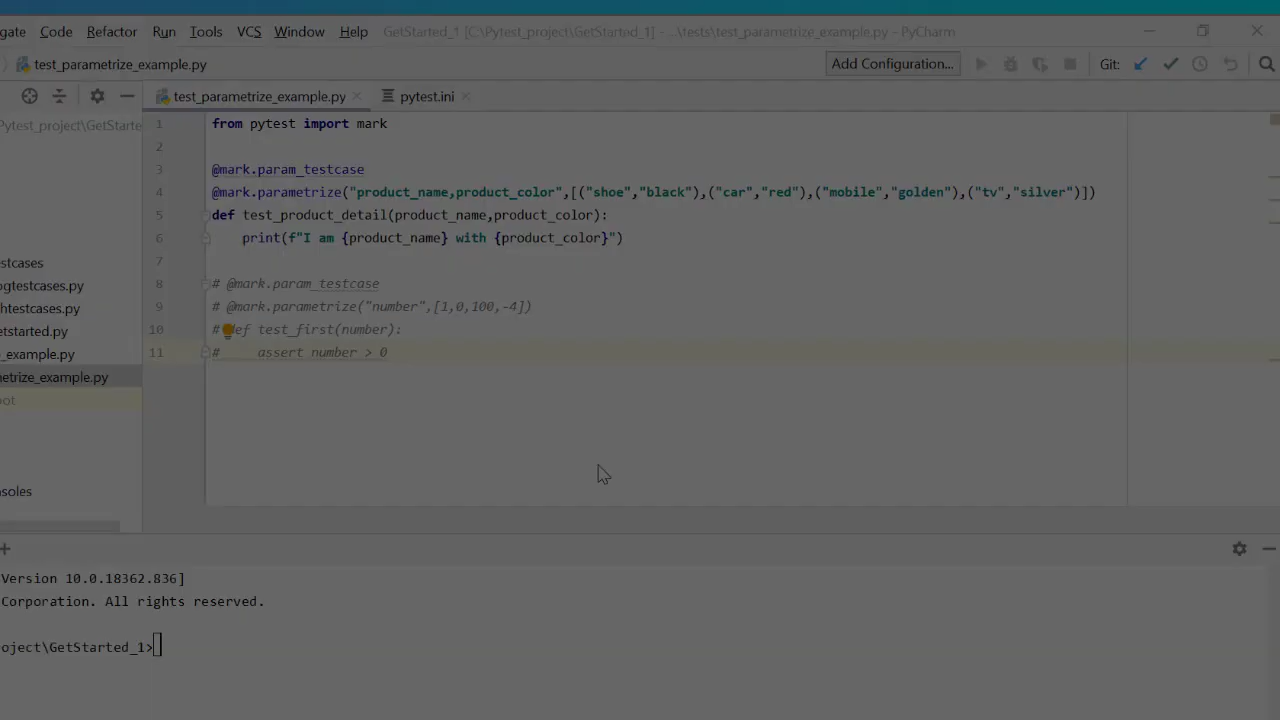 gate Code Refactor Run Tools VCS Window Help GetStarted_1 [C:\Pytest_project\GetStarted_1] - ...\tests\test_parametrize_example.py - PyCharm
test_parametrize_example.py Add Configuration... Git:
test_parametrize_example.py pytest.ini
Pytest_project\GetStarte
1 from pytest import mark
2
3 @mark.param_testcase
4 @mark.parametrize("product_name,product_color",[("shoe","black"),("car","red"),("mobile","golden"),("tv","silver")])
5 def test_product_detail(product_name,product_color):
6 print(f"I am {product_name} with {product_color}")
7
8 # @mark.param_testcase
9 # @mark.parametrize("number",[1,0,100,-4])
10 # def test_first(number):
11 # assert number > 0
stcases
ogtestcases.py
htestcases.py
etstarted.py
e_example.py
metrize_example.py
oot
soles
Version 10.0.18362.836]
Corporation. All rights reserved.
oject\GetStarted_1>